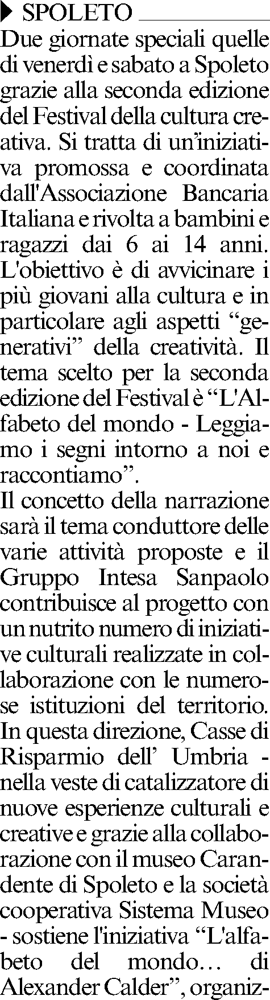 SPOLETO
Due giornate speciali quelle
di venerdì e sabato a Spoleto
grazie alla seconda edizione
del Festival della cultura cre-
ativa. Si tratta di un’iniziati-
va promossa e coordinata
dall'Associazione Bancaria
Italiana e rivolta a bambini e
ragazzi dai 6 ai 14 anni.
L'obiettivo è di avvicinare i
più giovani alla cultura e in
particolare agli aspetti “ge-
nerativi” della creatività. Il
tema scelto per la seconda
edizione del Festival è “L'Al-
fabeto del mondo - Leggia-
mo i segni intorno a noi e
raccontiamo”.
Il concetto della narrazione
sarà il tema conduttore delle
varie attività proposte e il
Gruppo Intesa Sanpaolo
contribuisce al progetto con
un nutrito numero di iniziati-
ve culturali realizzate in col-
laborazione con le numero-
se istituzioni del territorio.
In questa direzione, Casse di
Risparmio dell’ Umbria -
nella veste di catalizzatore di
nuove esperienze culturali e
creative e grazie alla collabo-
razione con il museo Caran-
dente di Spoleto e la società
cooperativa Sistema Museo
- sostiene l'iniziativa “L'alfa-
beto del mondo… di
Alexander Calder”, organiz-